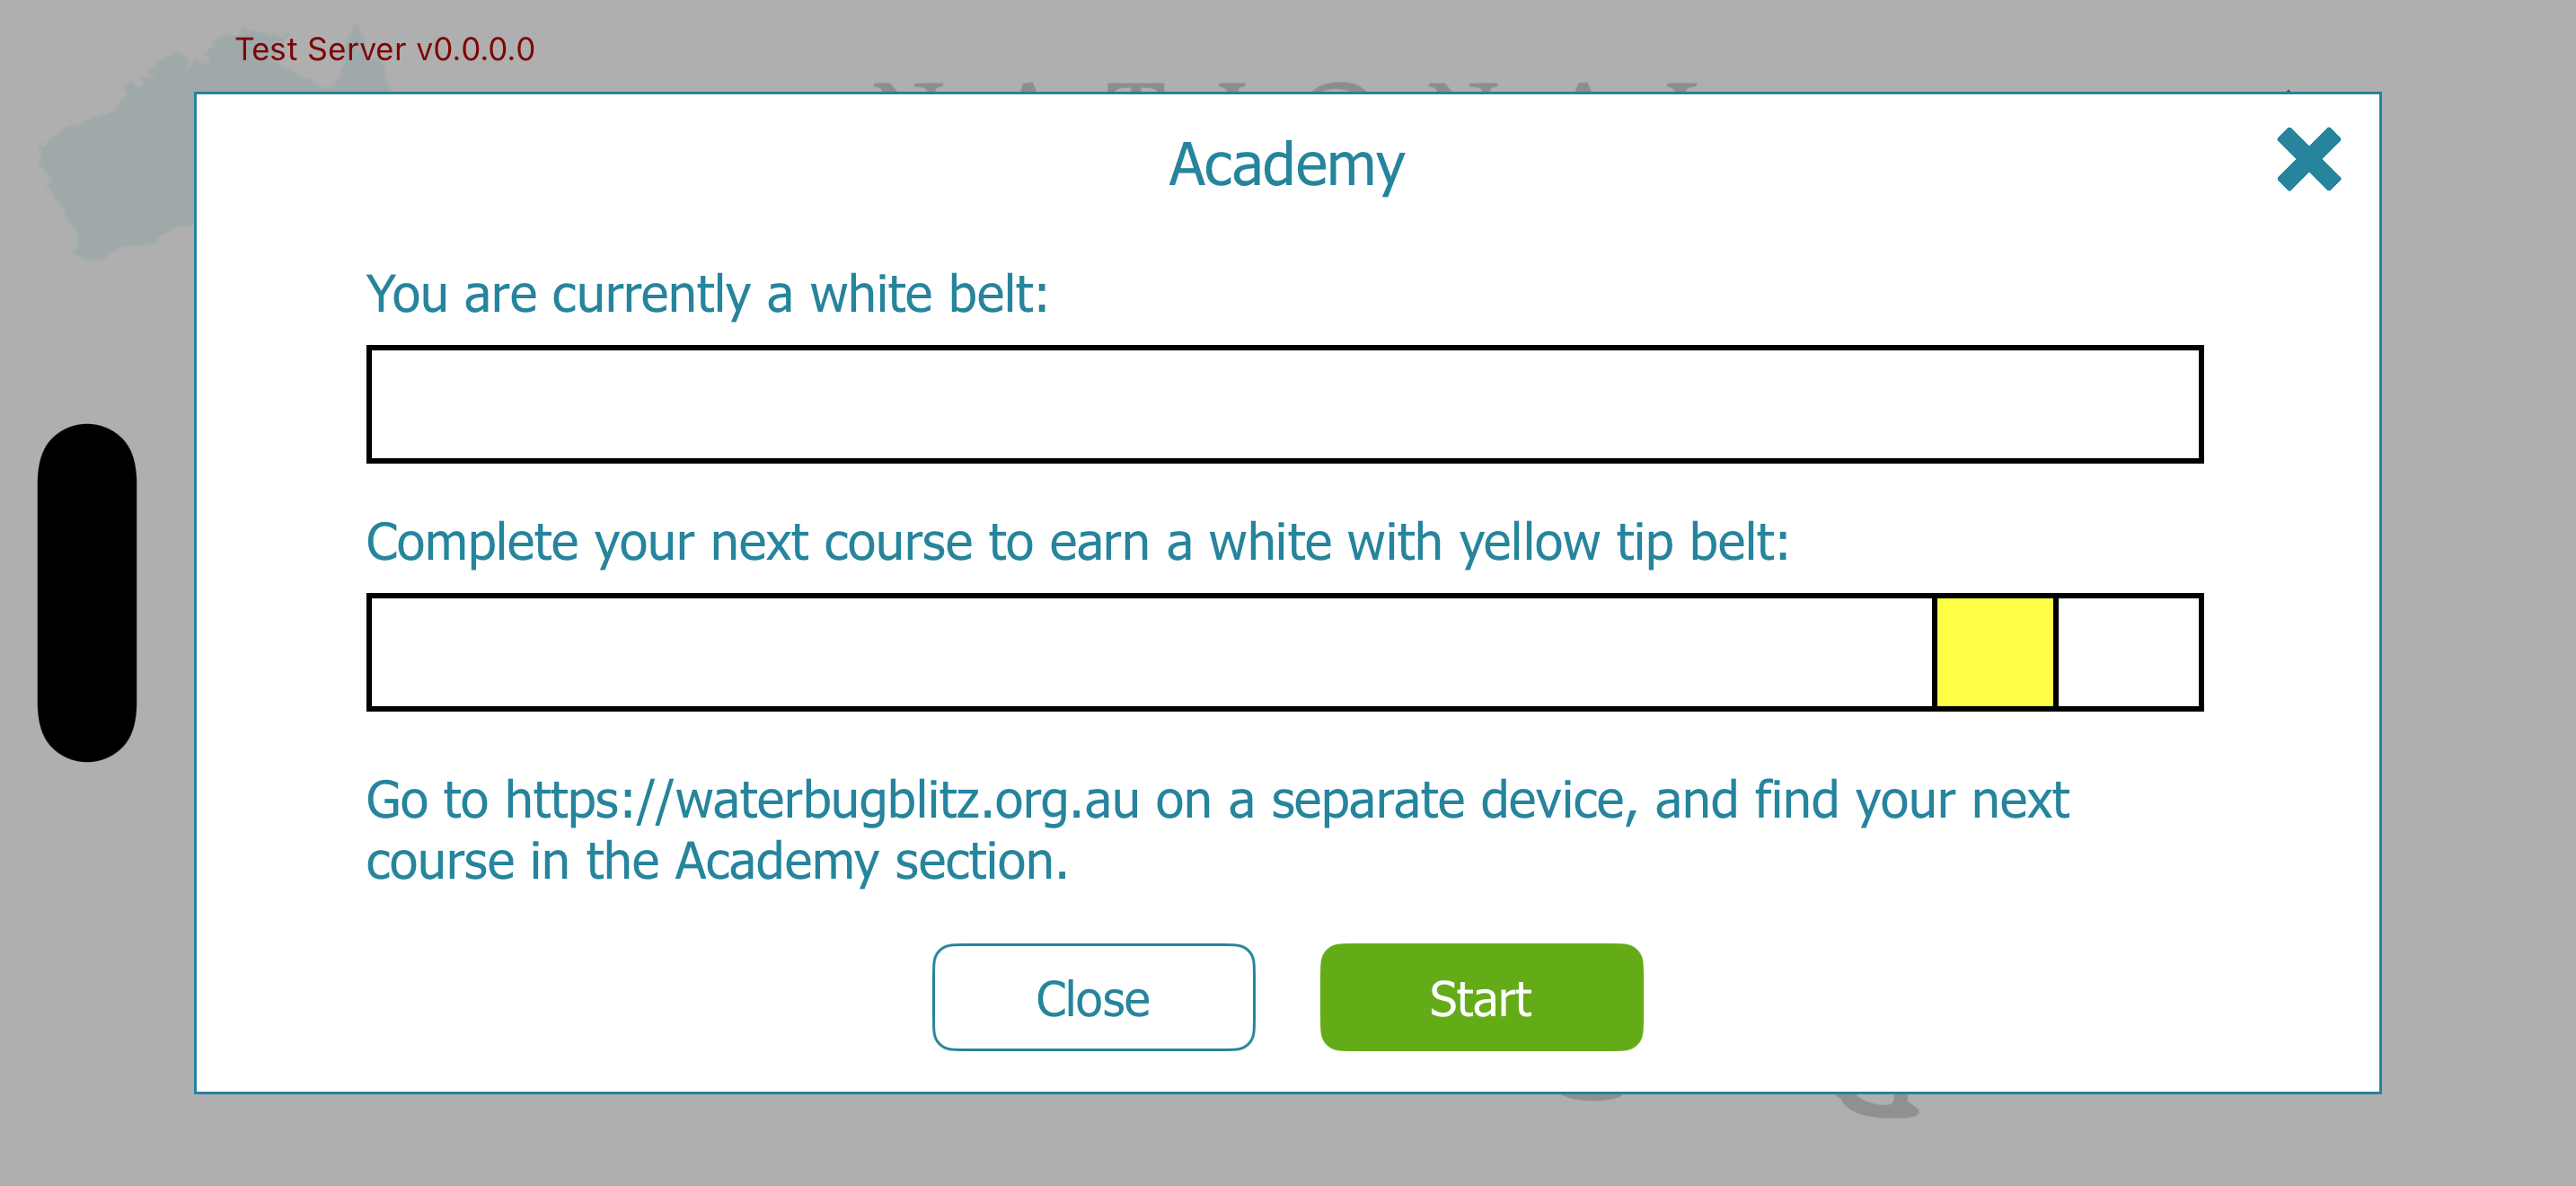 Test Server v0.0.0.0
NATIONAL
Academy
You are currently a white belt:
Complete your next course to earn a white with yellow tip belt:
Go to https://waterbugblitz.org.au on a separate device, and find your next
course in the Academy section.
Close
Start